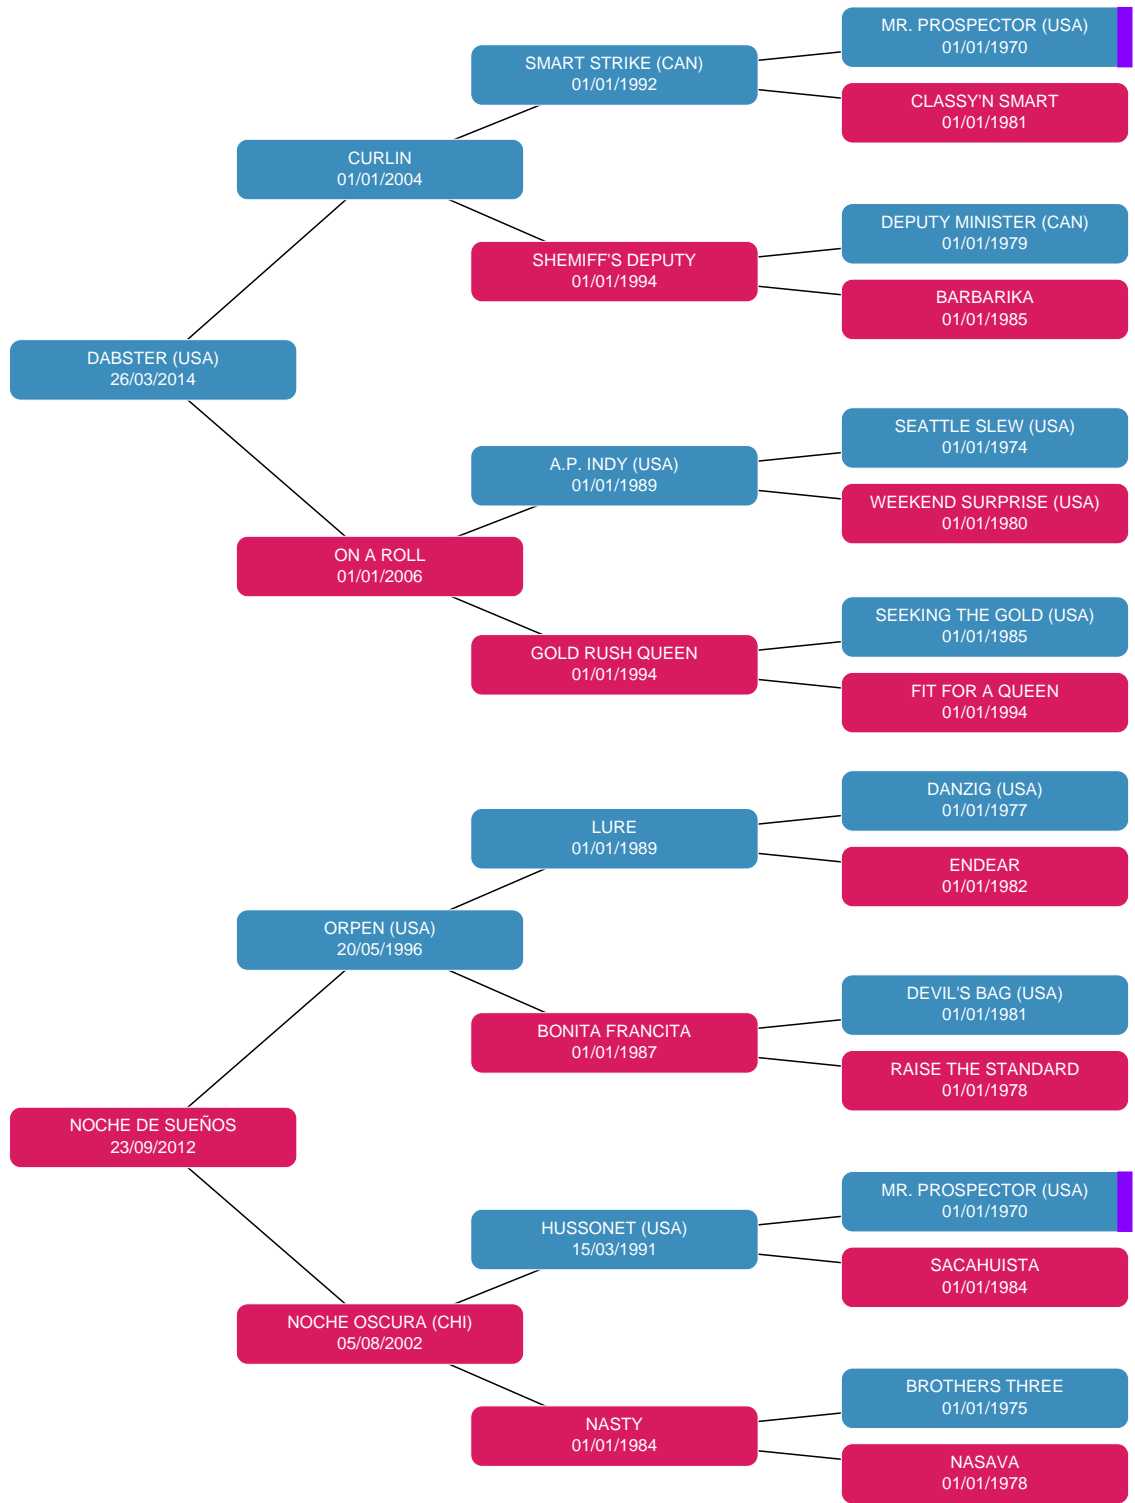 MR. PROSPECTOR (USA)
01/01/1970
SMART STRIKE (CAN)
01/01/1992
CLASSY'N SMART
01/01/1981
CURLIN
01/01/2004
DEPUTY MINISTER (CAN)
01/01/1979
SHEMIFF'S DEPUTY
01/01/1994
BARBARIKA
01/01/1985
DABSTER (USA)
26/03/2014
SEATTLE SLEW (USA)
01/01/1974
A.P. INDY (USA)
01/01/1989
WEEKEND SURPRISE (USA)
01/01/1980
ON A ROLL
01/01/2006
SEEKING THE GOLD (USA)
01/01/1985
GOLD RUSH QUEEN
01/01/1994
FIT FOR A QUEEN
01/01/1994
DANZIG (USA)
01/01/1977
LURE
01/01/1989
ENDEAR
01/01/1982
ORPEN (USA)
20/05/1996
DEVIL'S BAG (USA)
01/01/1981
BONITA FRANCITA
01/01/1987
RAISE THE STANDARD
01/01/1978
NOCHE DE SUEÑOS
23/09/2012
MR. PROSPECTOR (USA)
01/01/1970
HUSSONET (USA)
15/03/1991
SACAHUISTA
01/01/1984
NOCHE OSCURA (CHI)
05/08/2002
BROTHERS THREE
01/01/1975
NASTY
01/01/1984
NASAVA
01/01/1978